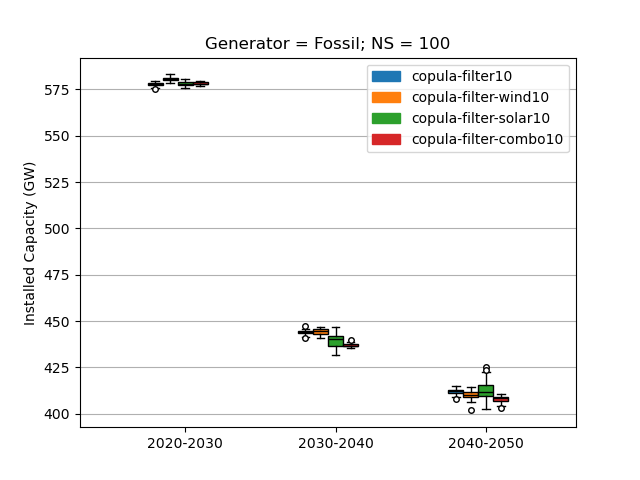 Generator = Fossil; NS = 100
copula-filter10
copula-filter-wind10
copula-filter-solar10
copula-filter-combo10
Installed Capacity (GW)
575
550
525
500
475
450
425
400
2020-2030
2030-2040
2040-2050